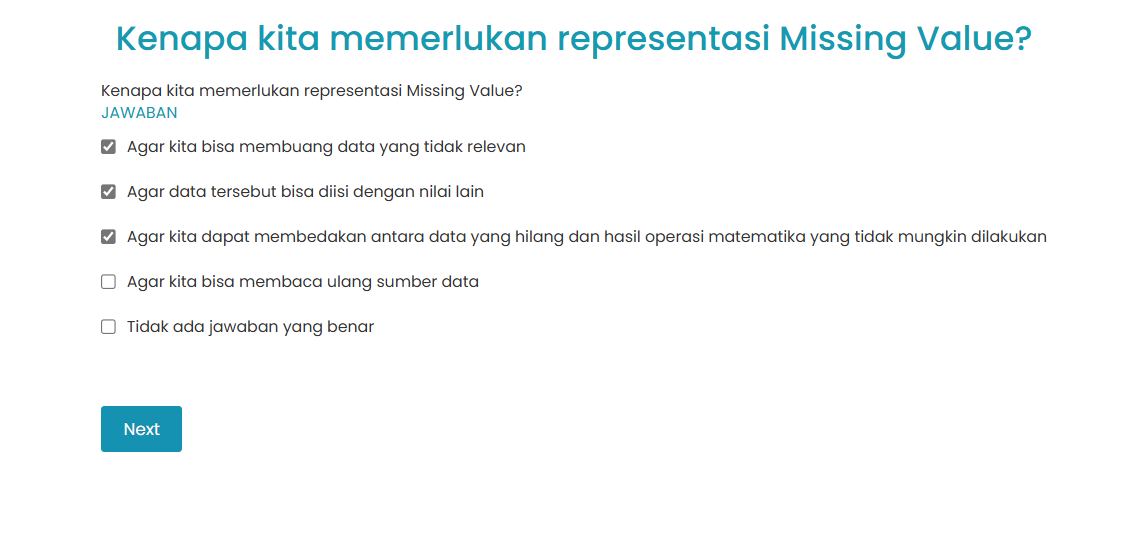 Kenapa kita memerlukan representasi Missing Value?
Kenapa kita memerlukan representasi Missing Value?
JAWABAN
Agar kita bisa membuang data yang tidak relevan
Agar data tersebut bisa diisi dengan nilai lain
Agar kita dapat membedakan antara data yang hilang dan hasil operasi matematika yang tidak mungkin dilakukan
Agar kita bisa membaca ulang sumber data
Tidak ada jawaban yang benar
Next